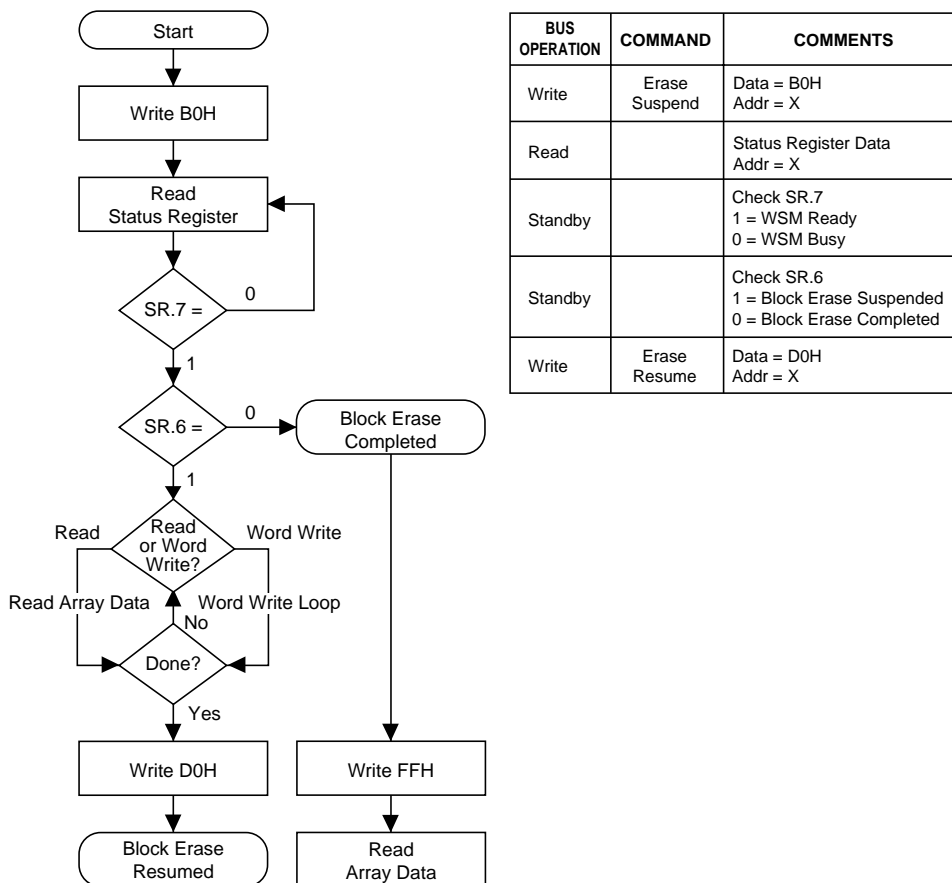 Start
Write B0H
Read
Status Register
SR.7 =
0
1
SR.6 =
0
Block Erase
Completed
1
Read
Read
or Word
Write?
Word Write
Read Array Data
Word Write Loop
No
Done?
Yes
Write D0H
Write FFH
Block Erase
Resumed
Read
Array Data
BUS
OPERATION
COMMAND
COMMENTS
Write
Erase
Suspend
Data = B0H
Addr = X
Read
Status Register Data
Addr = X
Standby
Check SR.7
1 = WSM Ready
0 = WSM Busy
Standby
Check SR.6
1 = Block Erase Suspended
0 = Block Erase Completed
Write
Erase
Resume
Data = D0H
Addr = X